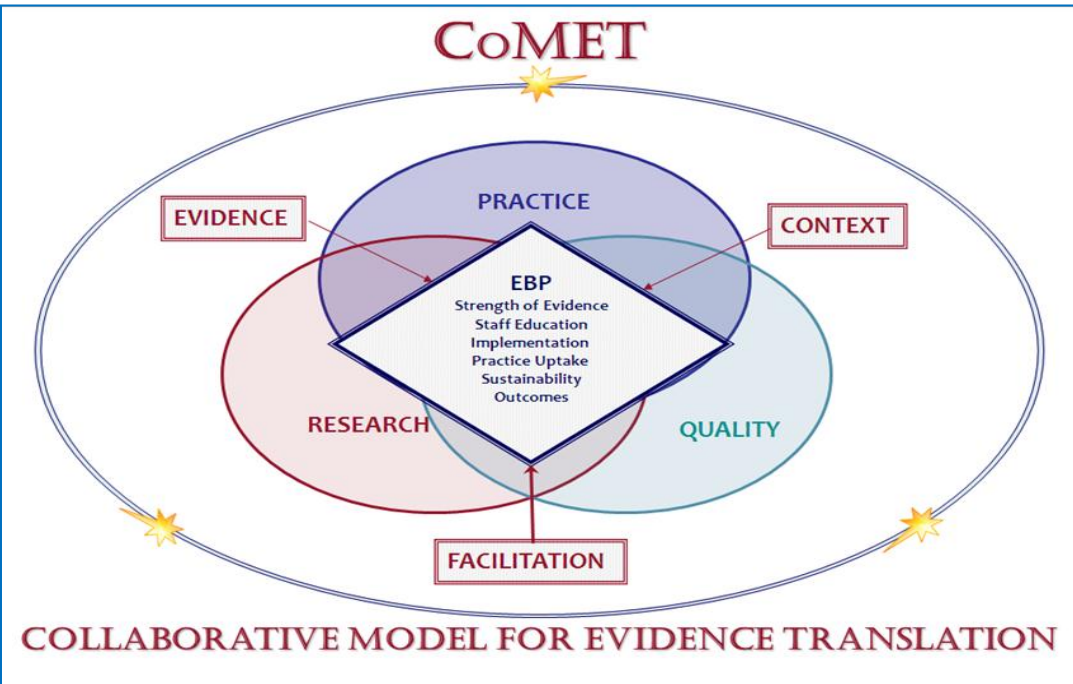 CoMET
PRACTICE
EVIDENCE
CONTEXT
EBP
Strength of Evidence
Staff Education
Implementation
Practice Uptake
Sustainability
Outcomes
RESEARCH
QUALITY
FACILITATION
COLLABORATIVE MODEL FOR EVIDENCE TRANSLATION